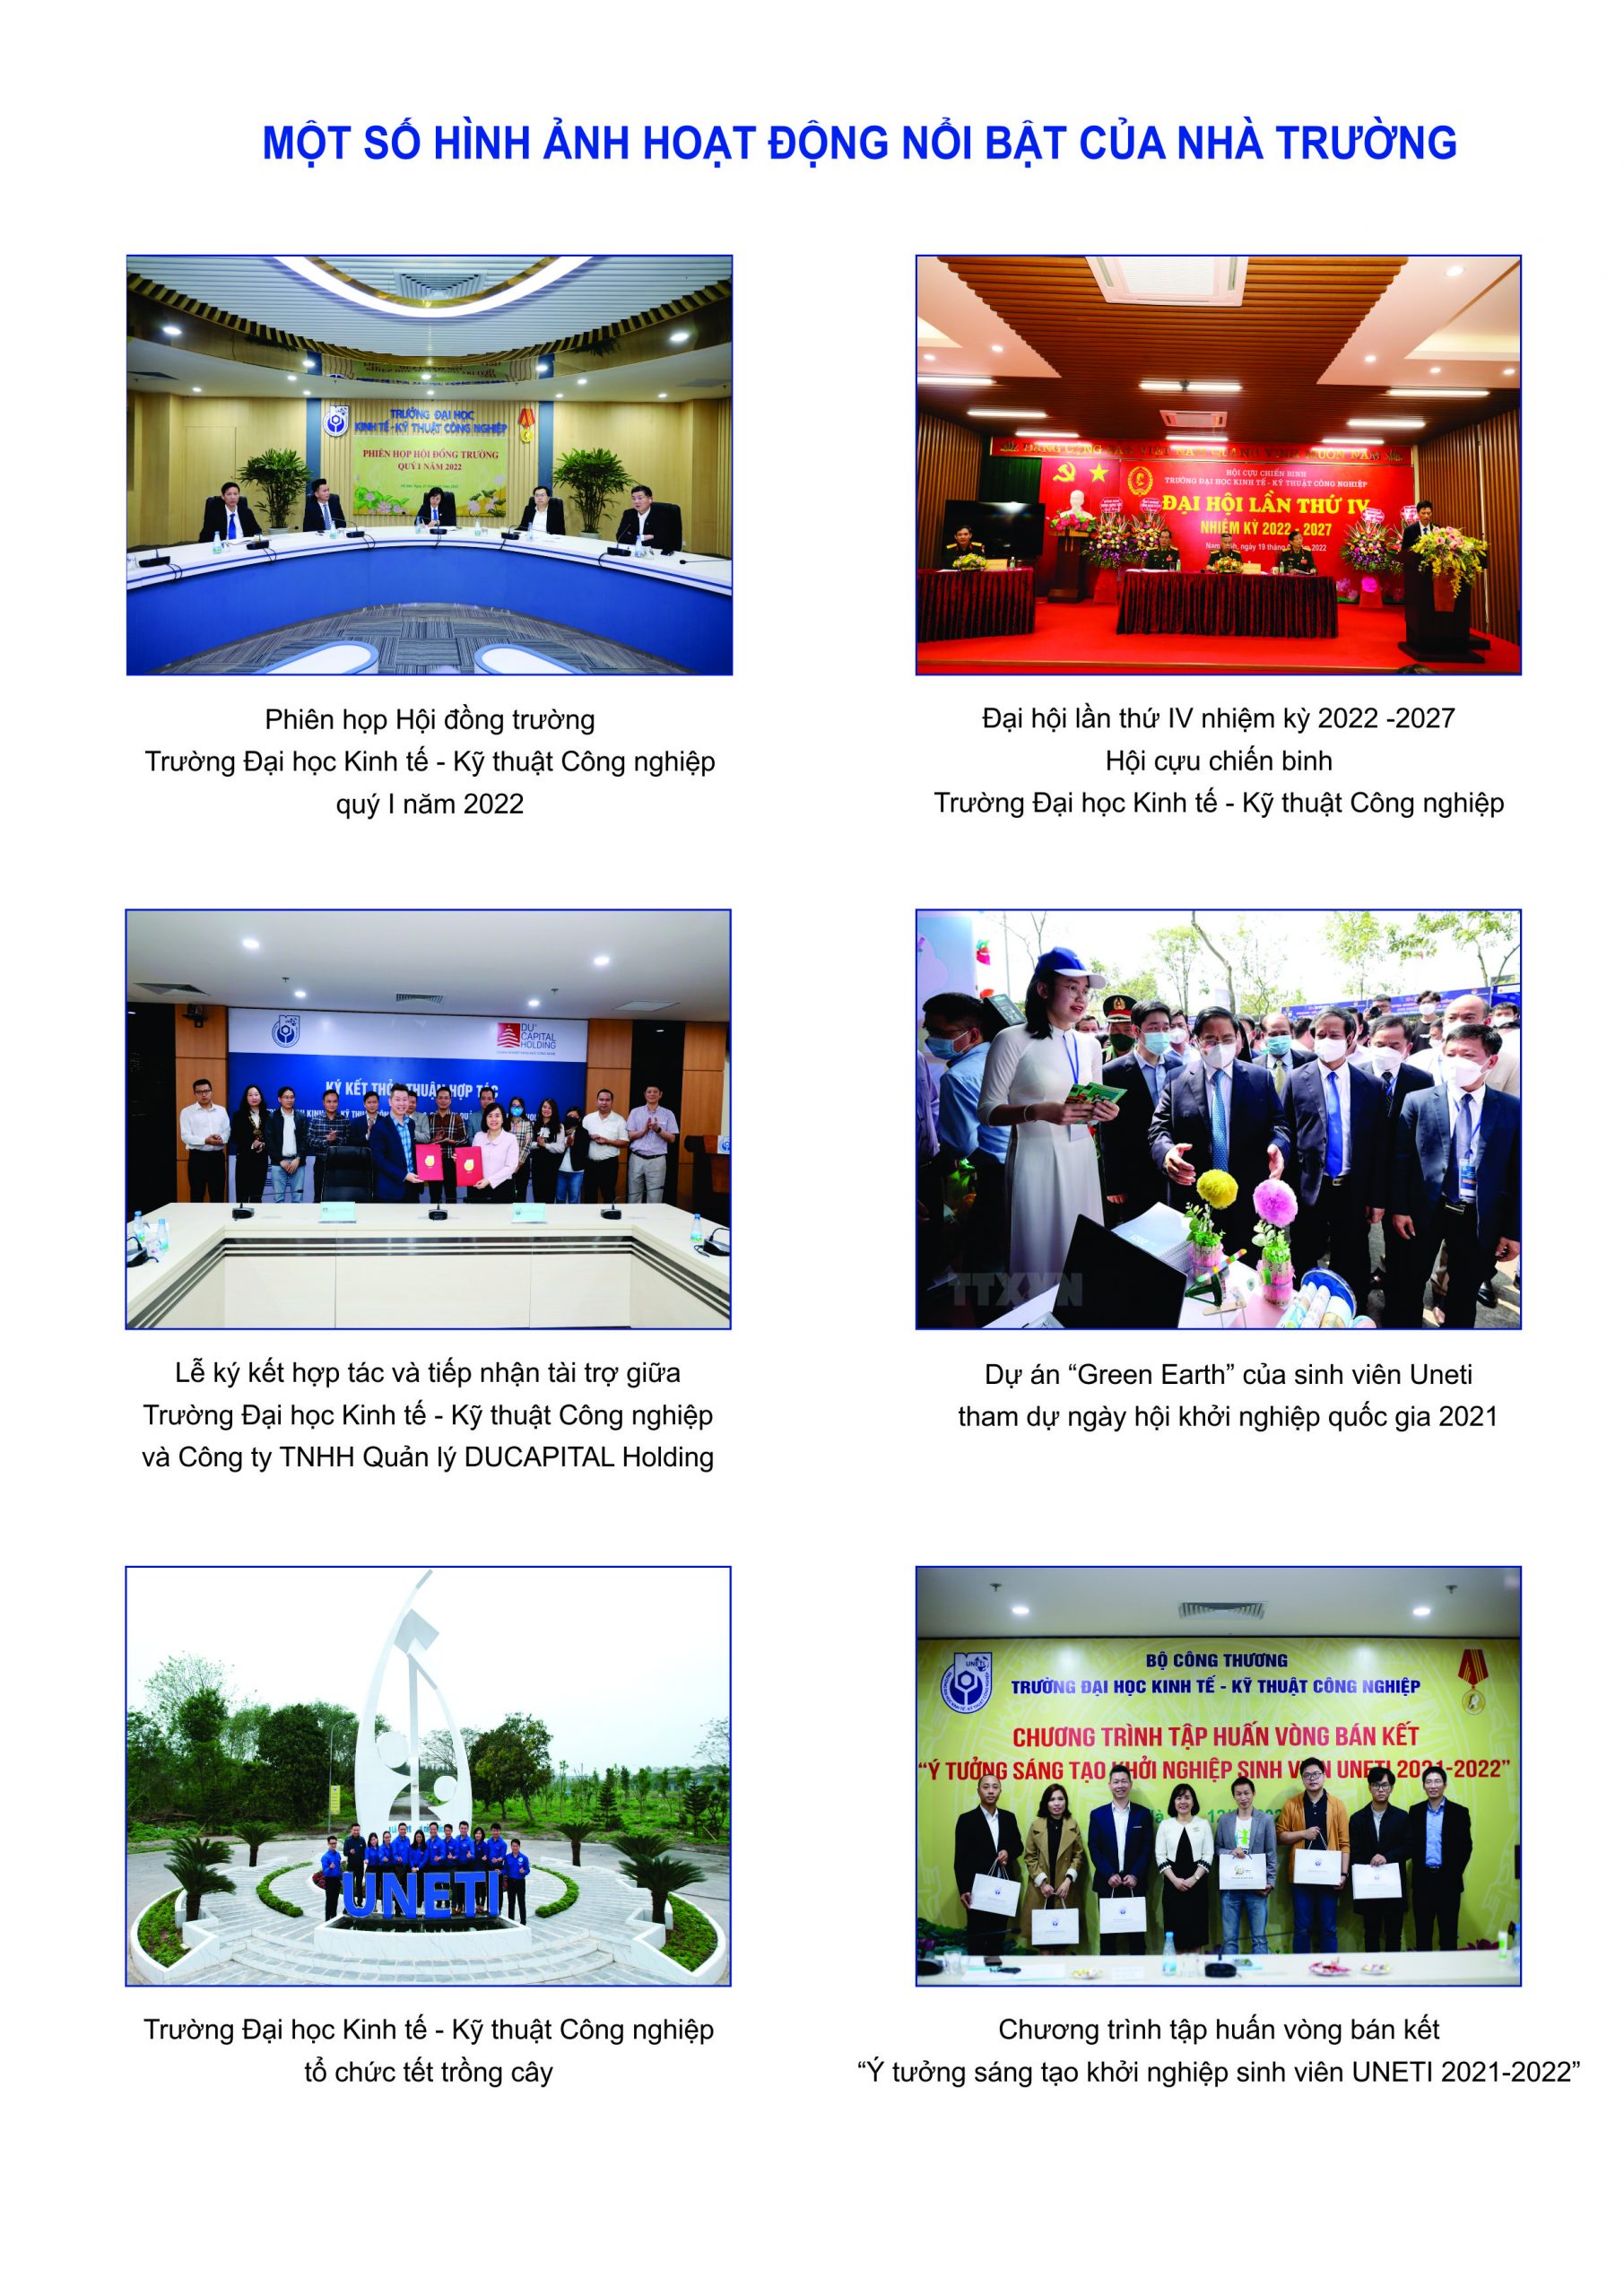 MỘT SỐ HÌNH ẢNH HOẠT ĐỘNG NỔI BẬT CỦA NHÀ TRƯỜNG
TRƯỜNG ĐẠI HỌC
KINH TẾ - KỸ THUẬT CÔNG NGHIỆP
PHIÊN HỌP HỘI ĐỒNG TRƯỜNG
QUÝ I NĂM 2022
Phiên họp Hội đồng trường
Trường Đại học Kinh tế - Kỹ thuật Công nghiệp
quý I năm 2022
HỘI CỰU CHIẾN BINH
TRƯỜNG ĐẠI HỌC KINH TẾ - KỸ THUẬT CÔNG NGHIỆP
ĐẠI HỘI LẦN THỨ IV
NHIỆM KỲ 2022 - 2027
ngày 19 tháng 2022
Đại hội lần thứ IV nhiệm kỳ 2022 -2027
Hội cựu chiến binh
Trường Đại học Kinh tế - Kỹ thuật Công nghiệp
DU CAPITAL HOLDING
KÝ KẾT THỎA THUẬN HỢP TÁC
Lễ ký kết hợp tác và tiếp nhận tài trợ giữa
Trường Đại học Kinh tế - Kỹ thuật Công nghiệp
và Công ty TNHH Quản lý DUCAPITAL Holding
TTXVN
Dự án “Green Earth” của sinh viên Uneti
tham dự ngày hội khởi nghiệp quốc gia 2021
UNETI
Trường Đại học Kinh tế - Kỹ thuật Công nghiệp
tổ chức tết trồng cây
UNETI
BỘ CÔNG THƯƠNG
TRƯỜNG ĐẠI HỌC KINH TẾ - KỸ THUẬT CÔNG NGHIỆP
CHƯƠNG TRÌNH TẬP HUẤN VÒNG BÁN KẾT
“Ý TƯỞNG SÁNG TẠO KHỞI NGHIỆP SINH VIÊN UNETI 2021-2022”
Chương trình tập huấn vòng bán kết
“Ý tưởng sáng tạo khởi nghiệp sinh viên UNETI 2021-2022”